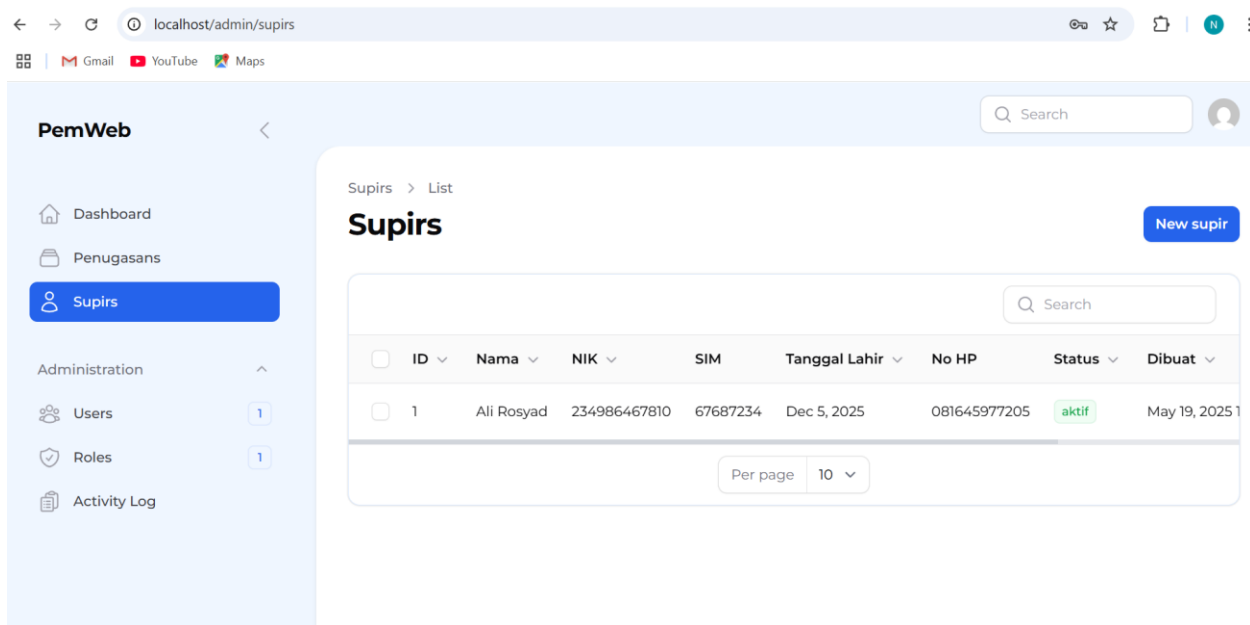 localhost/admin/supirs
N
Gmail YouTube Maps
PemWeb
Search
Dashboard
Penugasans
Supirs
Administration
Users 1
Roles 1
Activity Log
Supirs > List
Supirs
New supir
Search
ID Nama NIK SIM Tanggal Lahir No HP Status Dibuat
1 Ali Rosyad 234986467810 67687234 Dec 5, 2025 081645977205 aktif May 19, 2025 1
Per page 10